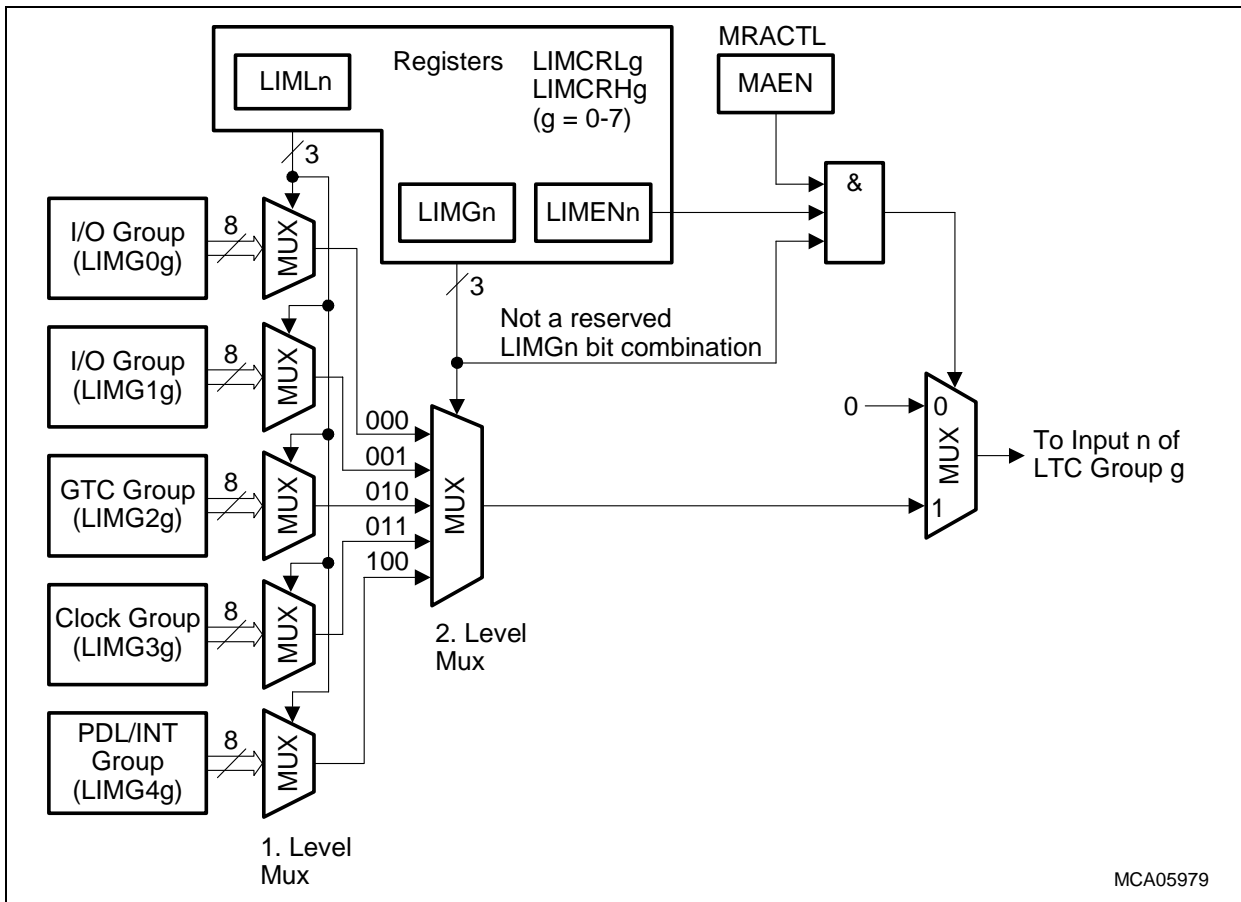 MRACTL
LIMLn
Registers
LIMCRLg
LIMCRHg
(g = 0-7)
MAEN
3
&
LIMGn
LIMENn
I/O Group
(LIMG0g)
8
MUX
3
Not a reserved
LIMGn bit combination
I/O Group
(LIMG1g)
8
MUX
000
001
010
011
100
MUX
0
0
MUX
1
To Input n of
LTC Group g
GTC Group
(LIMG2g)
8
MUX
Clock Group
(LIMG3g)
8
MUX
2. Level
Mux
PDL/INT
Group
(LIMG4g)
8
MUX
1. Level
Mux
MCA05979